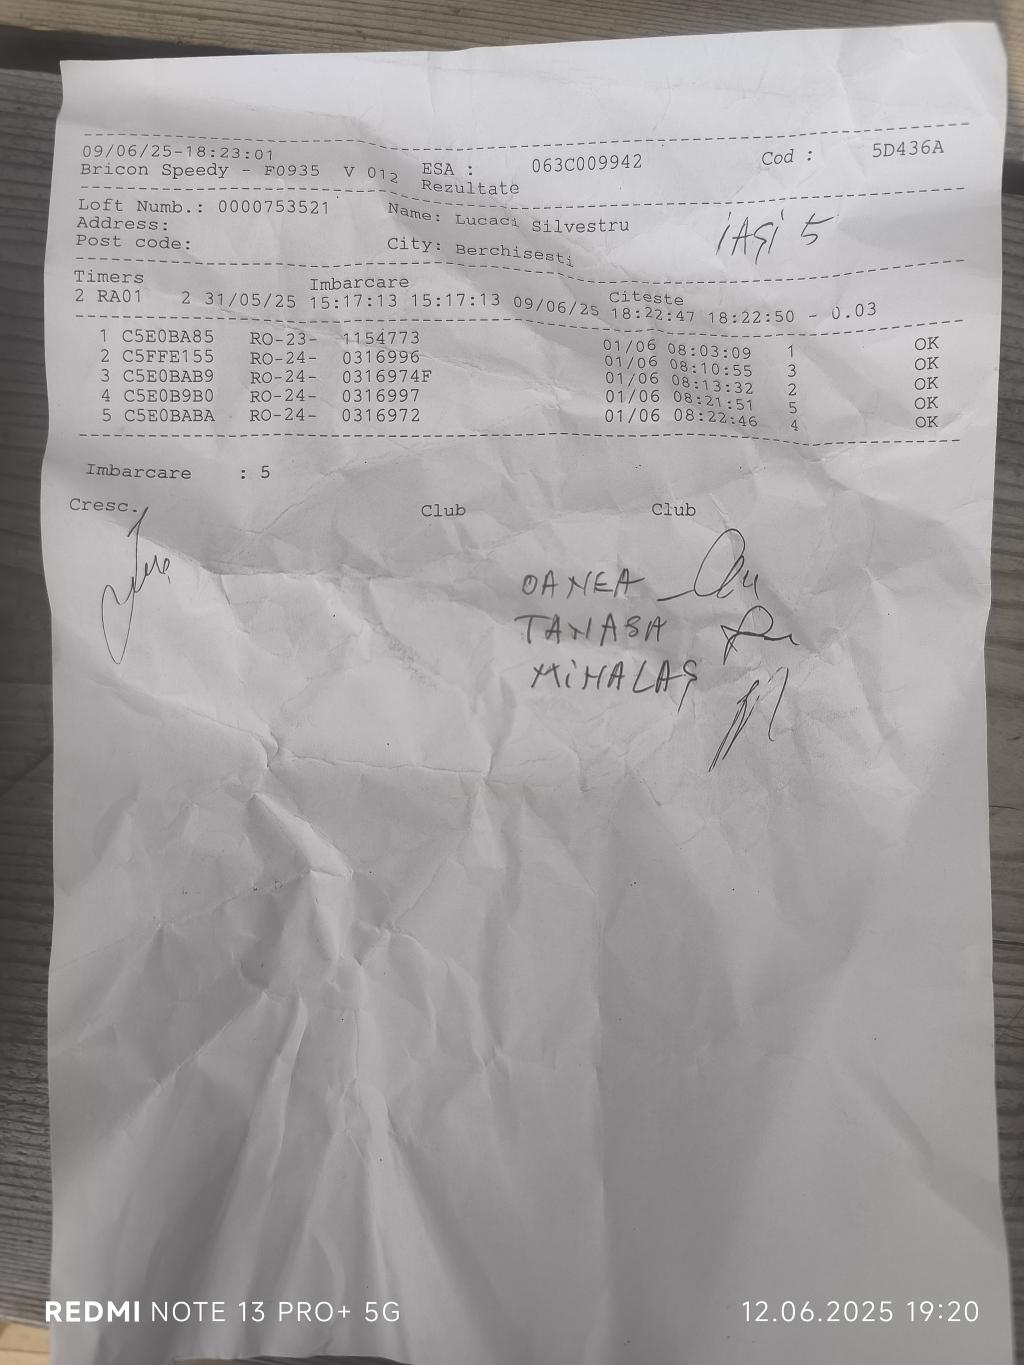 09/06/25-18:23:01
Bricon Speedy - F0935 V 012 ESA : 063C009942 Cod : 5D436A
Rezultate
Loft Numb.: 0000753521 Name: Lucaci Silvestru
Address:
Post code: City: Berchisesti
IAȘI 5
Timers Imbarcare Citeste
2 RA01 2 31/05/25 15:17:13 15:17:13 09/06/25 18:22:47 18:22:50 - 0.03
1 C5E0BA85 RO-23- 1154773 01/06 08:03:09 1 OK
2 C5FFE155 RO-24- 0316996 01/06 08:10:55 3 OK
3 C5E0BAB9 RO-24- 0316974F 01/06 08:13:32 2 OK
4 C5E0B9B0 RO-24- 0316997 01/06 08:21:51 5 OK
5 C5E0BABA RO-24- 0316972 01/06 08:22:46 4 OK
Imbarcare : 5
Cresc. Club Club
OANEA
TANASA
MIHALAȘ
REDMI NOTE 13 PRO+ 5G 12.06.2025 19:20